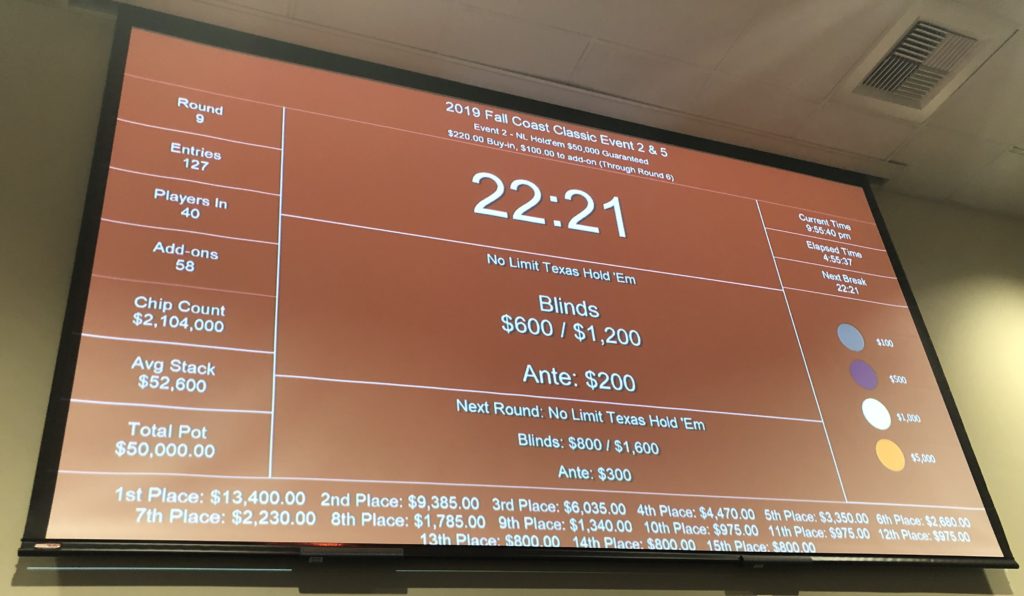 2019 Fall Coast Classic Event 2 & 5
Event 2 - NL Hold'em $50,000 Guaranteed
$220.00 Buy-in, $100.00 to add-on (Through Round 6)
Round
9
Entries
127
Players In
40
Add-ons
58
Chip Count
$2,104,000
Avg Stack
$52,600
Total Pot
$50,000.00
22:21
No Limit Texas Hold 'Em
Blinds
$600 / $1,200
Ante: $200
Next Round: No Limit Texas Hold 'Em
Blinds: $800 / $1,600
Ante: $300
Current Time
9:55:40 pm
Elapsed Time
4:55:37
Next Break
22:21
$100
$500
$1,000
$5,000
1st Place: $13,400.00 2nd Place: $9,385.00 3rd Place: $6,035.00 4th Place: $4,470.00 5th Place: $3,350.00 6th Place: $2,680.00
7th Place: $2,230.00 8th Place: $1,785.00 9th Place: $1,340.00 10th Place: $975.00 11th Place: $975.00 12th Place: $975.00
13th Place: $800.00 14th Place: $800.00 15th Place: $800.00